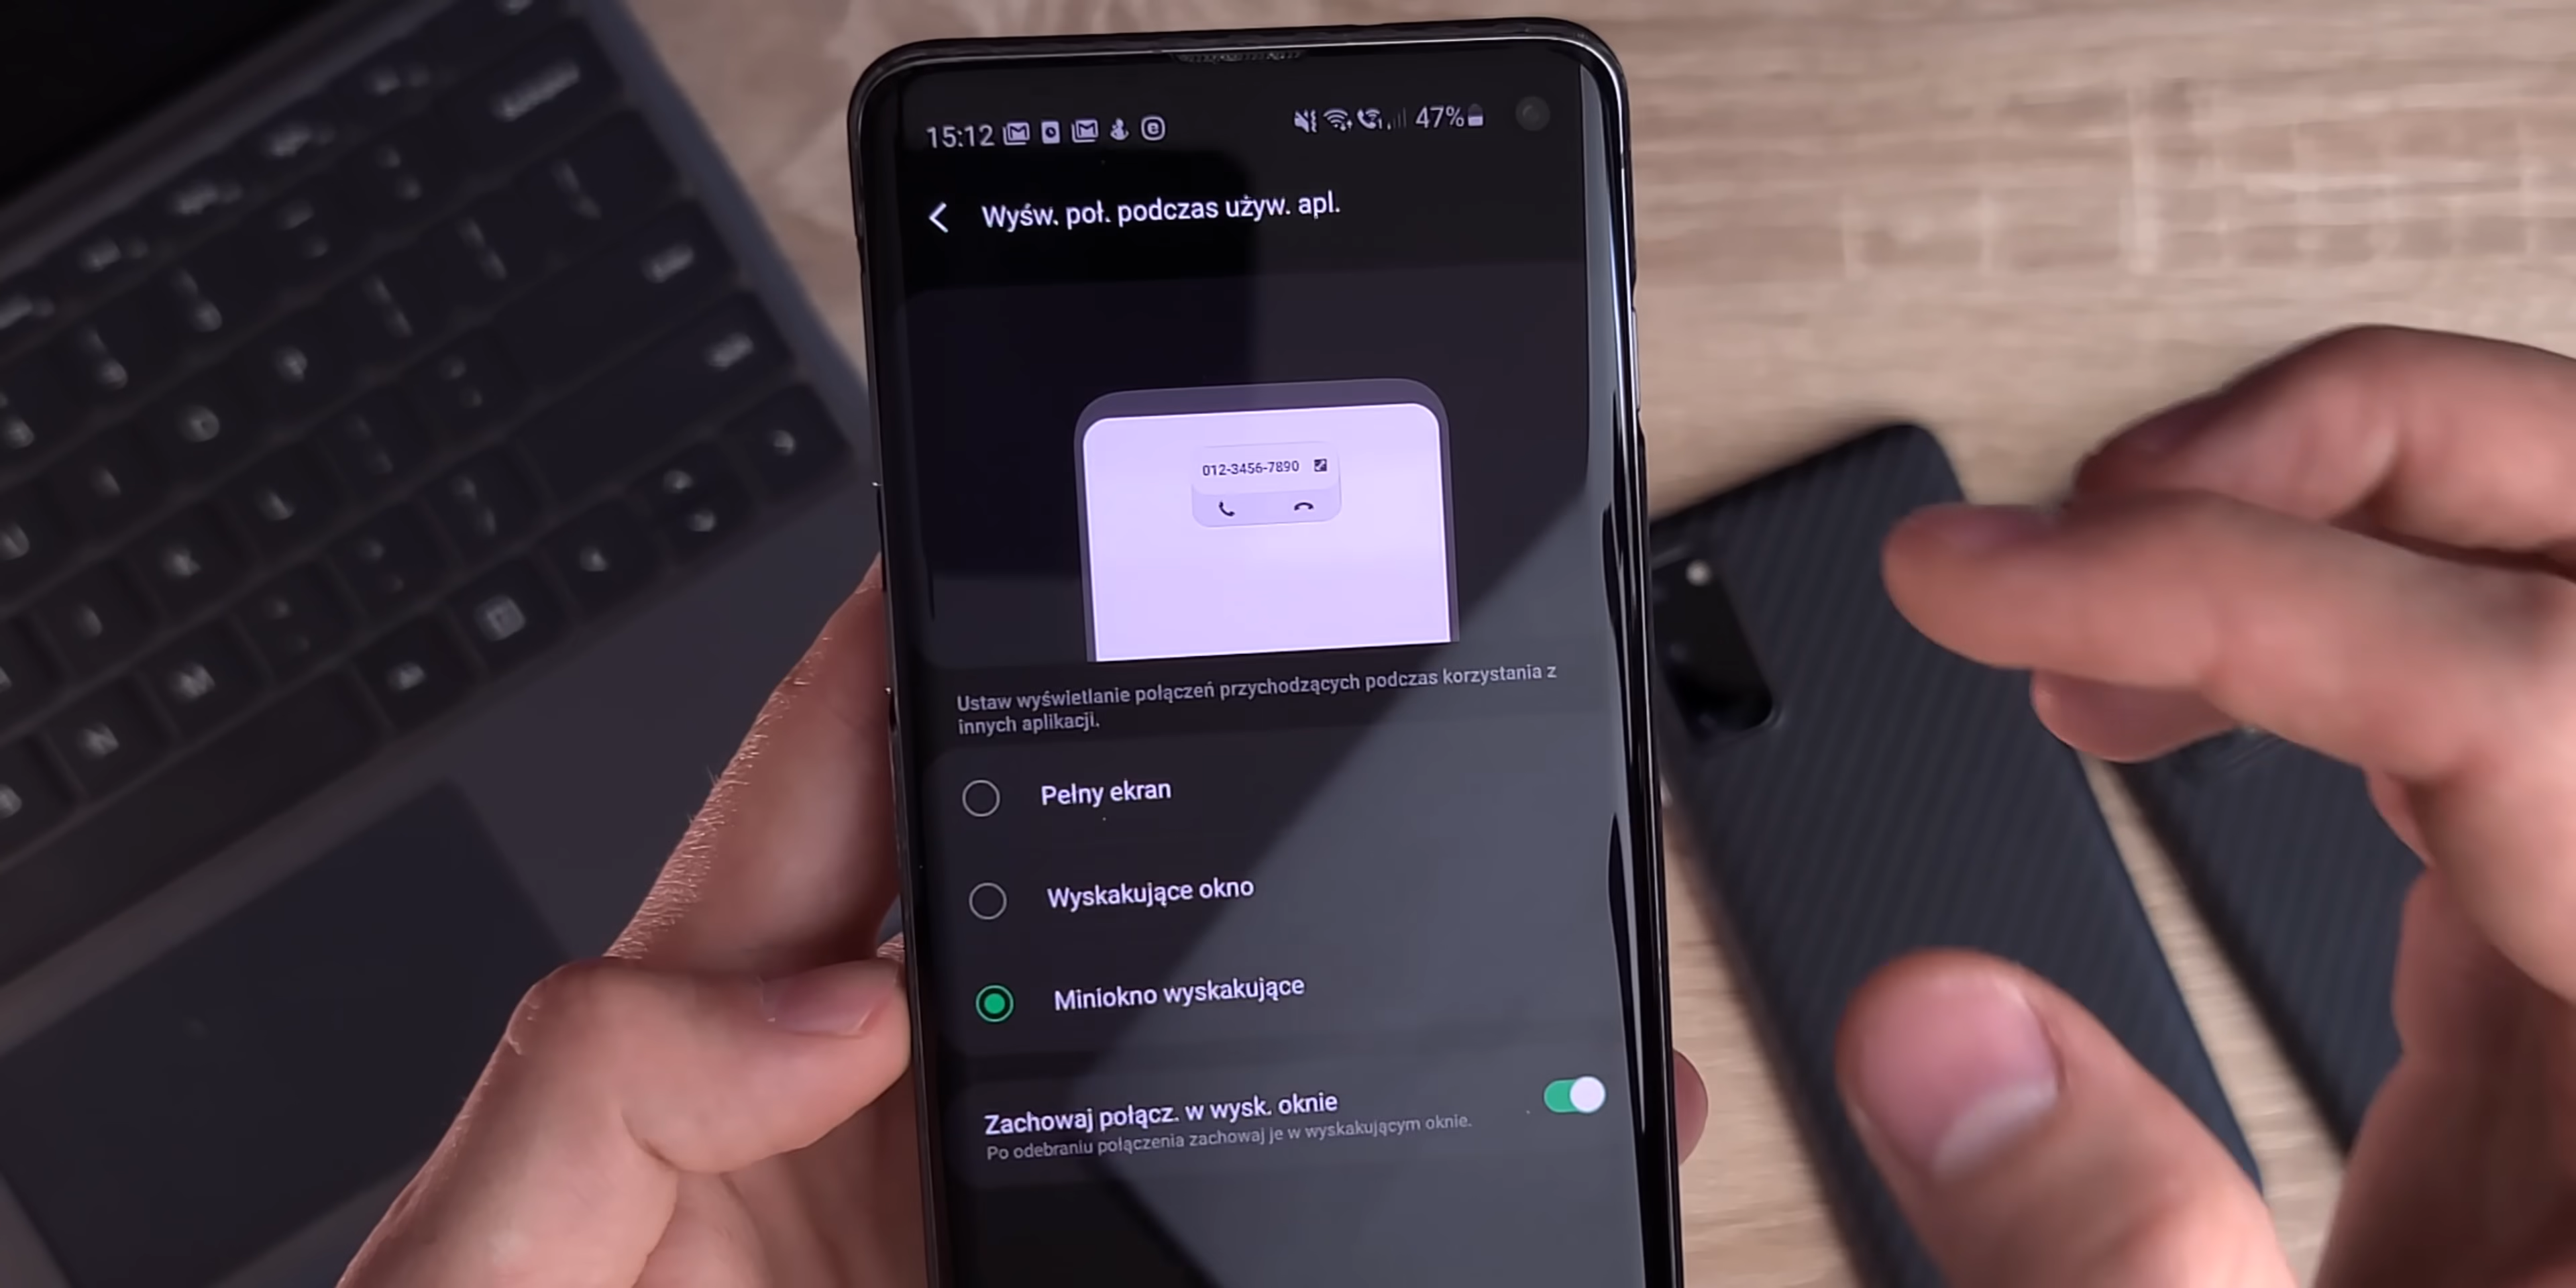 15:12 47%
Wyśw. poł. podczas używ. apl.
012-3456-7890
Ustaw wyświetlanie połączeń przychodzących podczas korzystania z
innych aplikacji.
Pełny ekran
Wyskakujące okno
Miniokno wyskakujące
Zachowaj połącz. w wysk. oknie
Po odebraniu połączenia zachowaj je w wyskakującym oknie.